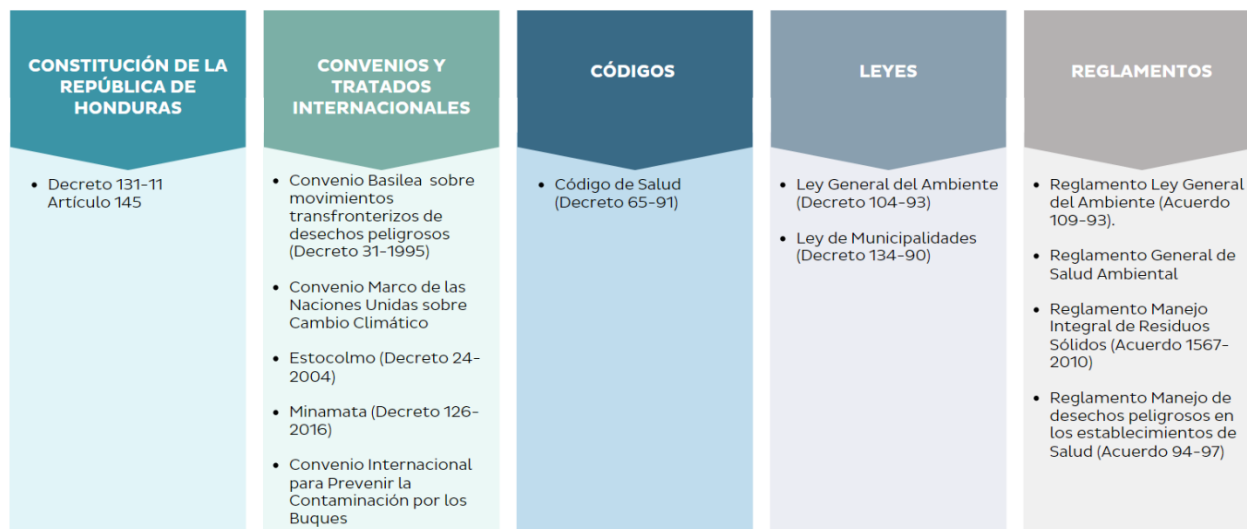 CONSTITUCIÓN DE LA
REPÚBLICA DE
HONDURAS
• Decreto 131-11
Artículo 145
CONVENIOS Y
TRATADOS
INTERNACIONALES
• Convenio Basilea sobre
movimientos
transfronterizos de
desechos peligrosos
(Decreto 31-1995)
• Convenio Marco de las
Naciones Unidas sobre
Cambio Climático
• Estocolmo (Decreto 24-
2004)
• Minamata (Decreto 126-
2016)
• Convenio Internacional
para Prevenir la
Contaminación por los
Buques
CÓDIGOS
• Código de Salud
(Decreto 65-91)
LEYES
• Ley General del Ambiente
(Decreto 104-93)
• Ley de Municipalidades
(Decreto 134-90)
REGLAMENTOS
• Reglamento Ley General
del Ambiente (Acuerdo
109-93).
• Reglamento General de
Salud Ambiental
• Reglamento Manejo
Integral de Residuos
Sólidos (Acuerdo 1567-
2010)
• Reglamento Manejo de
desechos peligrosos en
los establecimientos de
Salud (Acuerdo 94-97)